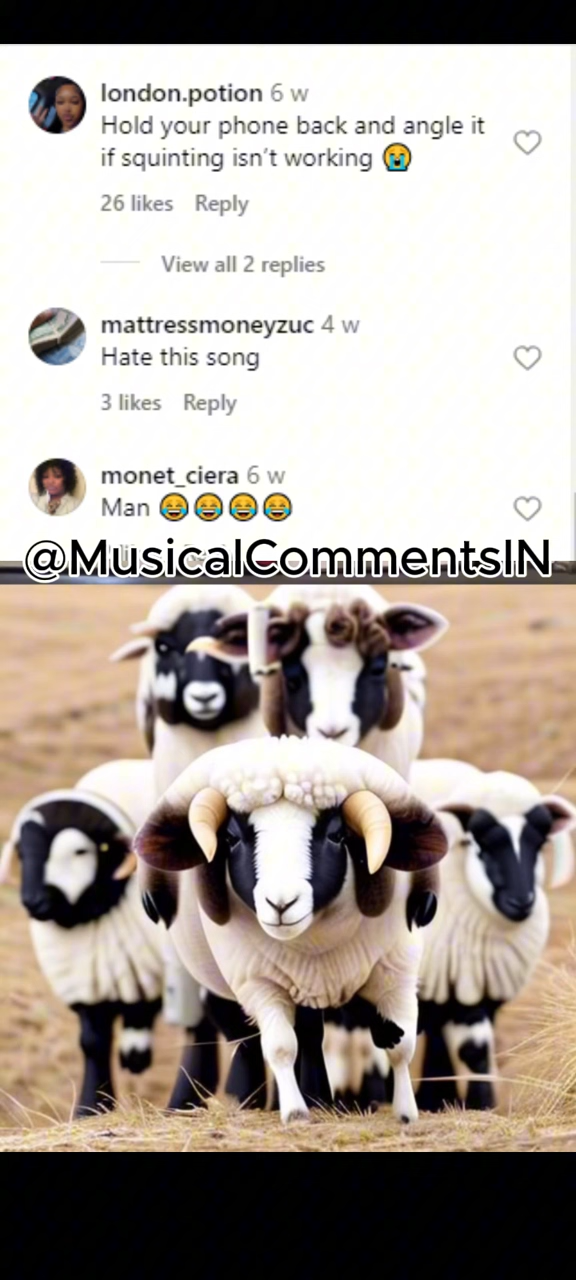 london.potion 6 w
Hold your phone back and angle it
if squinting isn't working 😭
26 likes Reply
View all 2 replies
mattressmoneyzuc 4 w
Hate this song
3 likes Reply
monet_ciera 6 w
Man 😂😂😂😂
@MusicalCommentsIN